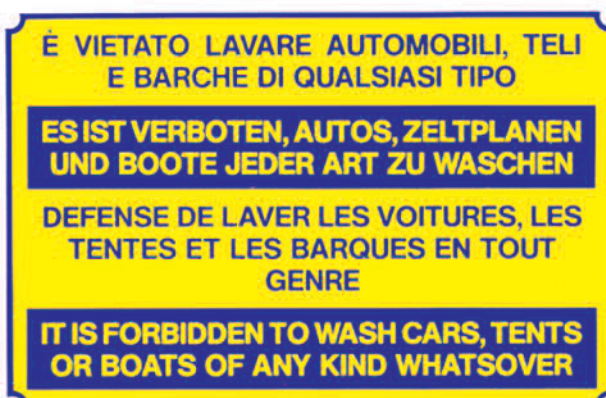 È VIETATO LAVARE AUTOMOBILI, TELI
E BARCHE DI QUALSIASI TIPO
ES IST VERBOTEN, AUTOS, ZELTPLANEN
UND BOOTE JEDER ART ZU WASCHEN
DEFENSE DE LAVER LES VOITURES, LES
TENTES ET LES BARQUES EN TOUT
GENRE
IT IS FORBIDDEN TO WASH CARS, TENTS
OR BOATS OF ANY KIND WHATSOVER